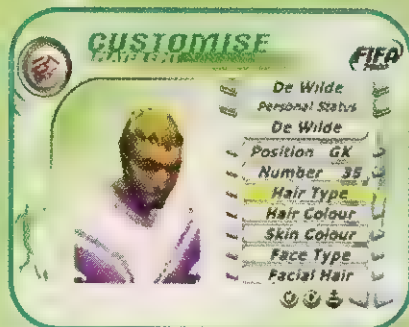 CUSTOMISE
FIFA
De Wilde
Personal Status
De Wilde
Position GK
Number 35
Hair Type
Hair Colour
Skin Colour
Face Type
Facial Hair